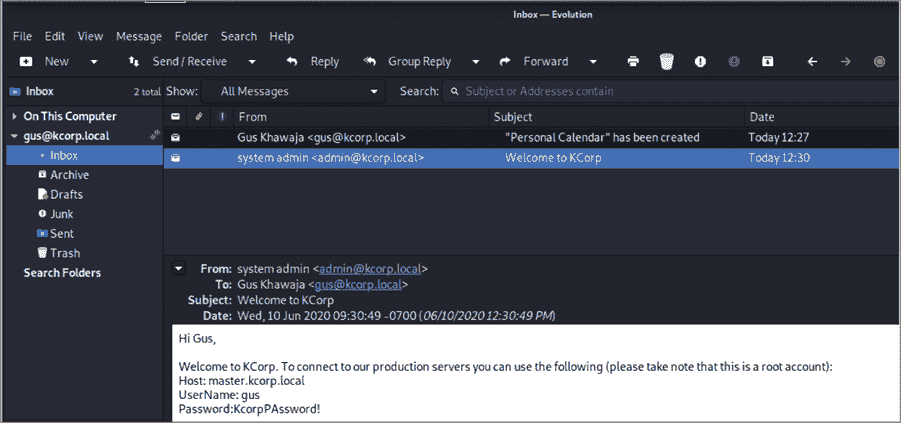 Inbox — Evolution
File Edit View Message Folder Search Help
New Send / Receive Reply Group Reply Forward
Inbox 2 total Show: All Messages Search: Subject or Addresses contain
On This Computer
gus@kcorp.local
Inbox
Archive
Drafts
Junk
Sent
Trash
Search Folders
From Subject Date
Gus Khawaja <gus@kcorp.local> "Personal Calendar" has been created Today 12:27
system admin <admin@kcorp.local> Welcome to KCorp Today 12:30
From: system admin <admin@kcorp.local>
To: Gus Khawaja <gus@kcorp.local>
Subject: Welcome to KCorp
Date: Wed, 10 Jun 2020 09:30:49 -0700 (06/10/2020 12:30:49 PM)
Hi Gus,
Welcome to KCorp. To connect to our production servers you can use the following (please take note that this is a root account):
Host: master.kcorp.local
UserName: gus
Password:KcorpPAssword!